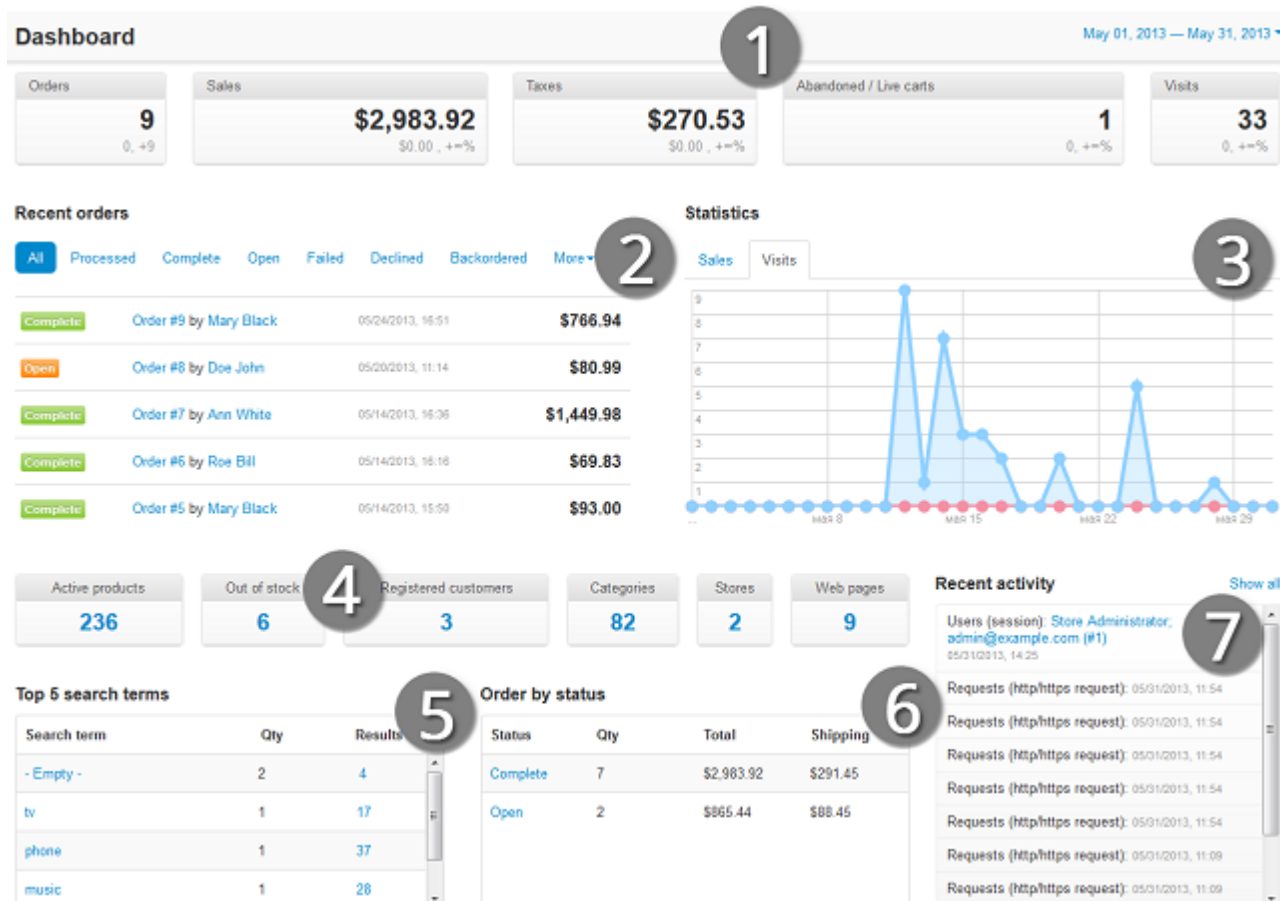 Dashboard
1
May 01, 2013 — May 31, 2013
Orders
9
0, +9
Sales
$2,983.92
$0.00 , +∞%
Taxes
$270.53
$0.00 , +∞%
Abandoned / Live carts
1
0, +∞%
Visits
33
0, +∞%
Recent orders
2
All Processed Complete Open Failed Declined Backordered More
Complete Order #9 by Mary Black 05/24/2013, 16:51 $766.94
Open Order #8 by Doe John 05/20/2013, 11:14 $80.99
Complete Order #7 by Ann White 05/14/2013, 16:36 $1,449.98
Complete Order #6 by Roe Bill 05/14/2013, 16:16 $69.83
Complete Order #5 by Mary Black 05/14/2013, 15:50 $93.00
Statistics
3
Sales Visits
9
8
7
6
5
4
3
2
1
... мая 8 мая 15 мая 22 мая 29
4
Active products
236
Out of stock
6
Registered customers
3
Categories
82
Stores
2
Web pages
9
Top 5 search terms
5
Search term Qty Results
- Empty - 2 4
tv 1 17
phone 1 37
music 1 28
Order by status
6
Status Qty Total Shipping
Complete 7 $2,983.92 $291.45
Open 2 $865.44 $88.45
Recent activity Show all
7
Users (session): Store Administrator;
admin@example.com (#1)
05/31/2013, 14:25
Requests (http/https request): 05/31/2013, 11:54
Requests (http/https request): 05/31/2013, 11:54
Requests (http/https request): 05/31/2013, 11:54
Requests (http/https request): 05/31/2013, 11:54
Requests (http/https request): 05/31/2013, 11:54
Requests (http/https request): 05/31/2013, 11:09
Requests (http/https request): 05/31/2013, 11:09